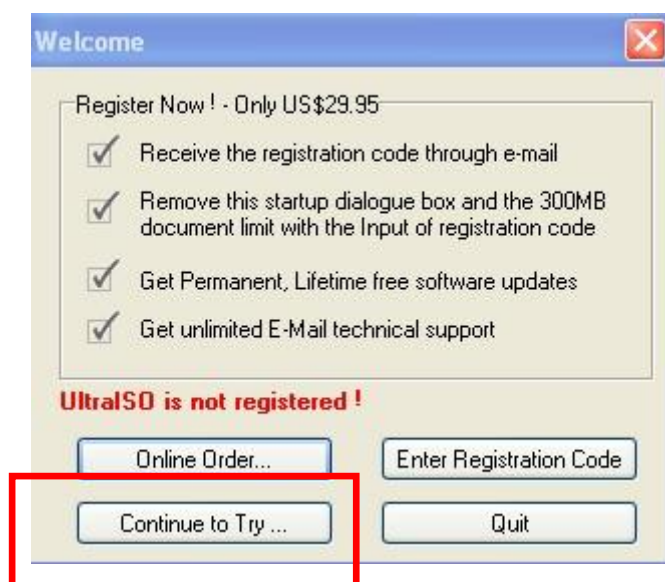 Welcome
Register Now ! - Only US$29.95
Receive the registration code through e-mail
Remove this startup dialogue box and the 300MB
document limit with the Input of registration code
Get Permanent, Lifetime free software updates
Get unlimited E-Mail technical support
UltraISO is not registered !
Online Order...
Enter Registration Code
Continue to Try ...
Quit